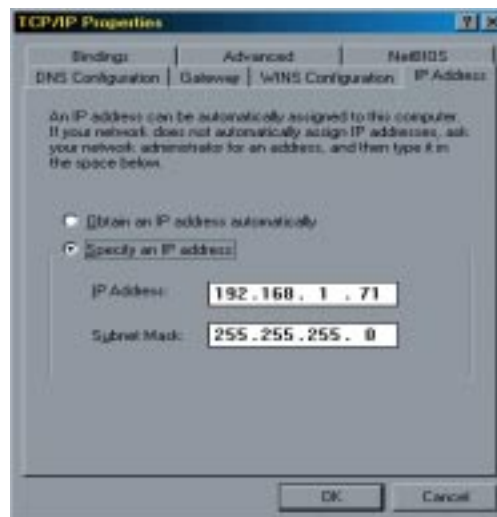 TCP/IP Properties
Bindings Advanced NetBIOS
DNS Configuration Gateway WINS Configuration IP Address
An IP address can be automatically assigned to this computer.
If your network does not automatically assign IP addresses, ask
your network administrator for an address, and then type it in
the space below.
Obtain an IP address automatically
Specify an IP address:
IP Address: 192.168. 1 .71
Subnet Mask: 255.255.255. 0
OK Cancel